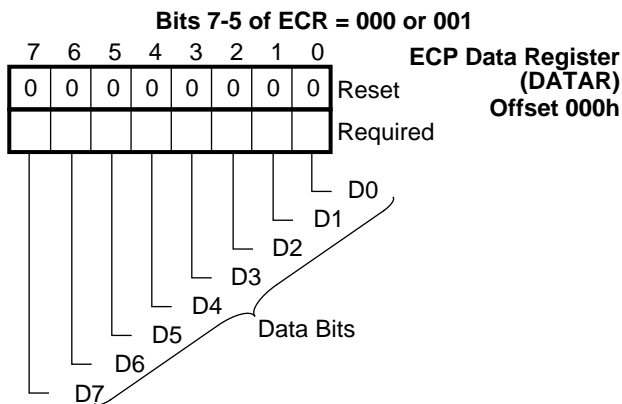 Bits 7-5 of ECR = 000 or 001
7 6 5 4 3 2 1 0
ECP Data Register
(DATAR)
Offset 000h
0 0 0 0 0 0 0 0 Reset
Required
D0
D1
D2
D3
D4
D5
D6
D7
Data Bits